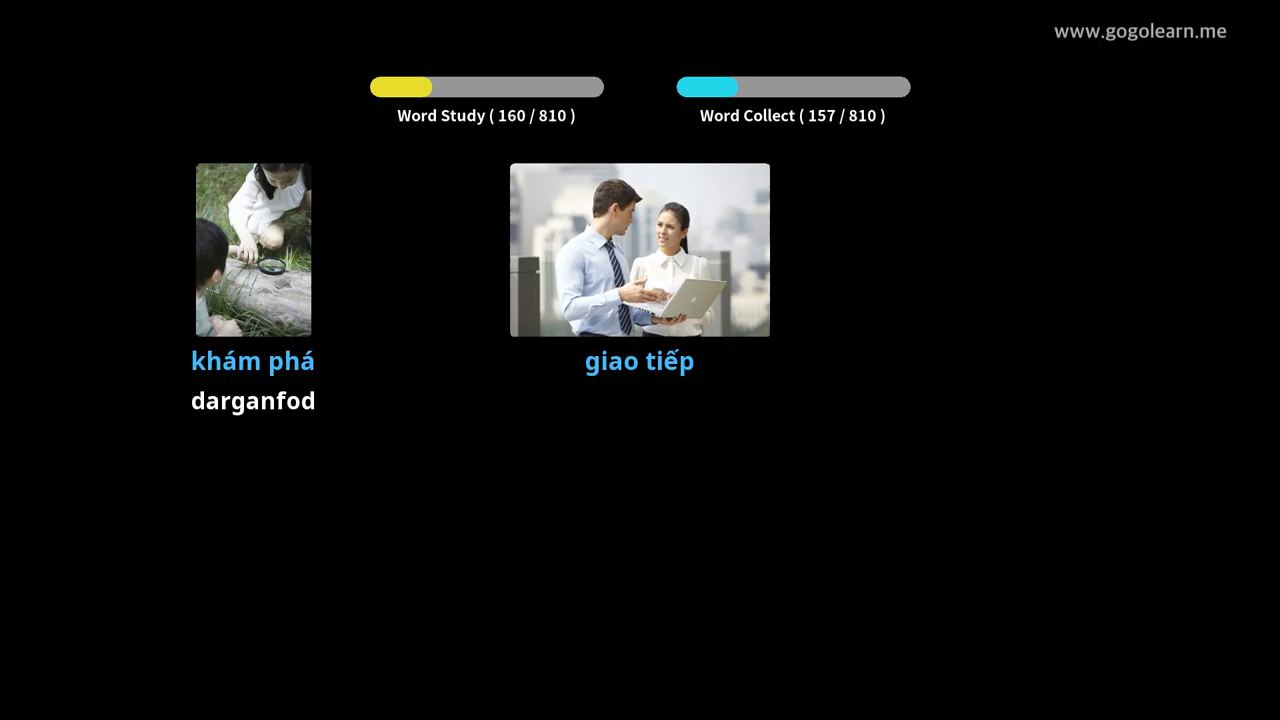 www.gogolearn.me
Word Study ( 160 / 810 )
Word Collect ( 157 / 810 )
khám phá
giao tiếp
darganfod